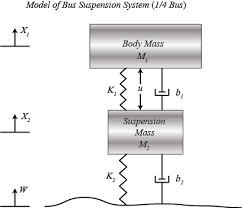 Model of Bus Suspension System (1/4 Bus)
X₁
Body Mass
M₁
K₁
u
b₁
X₂
Suspension
Mass
M₂
K₂
b₂
W